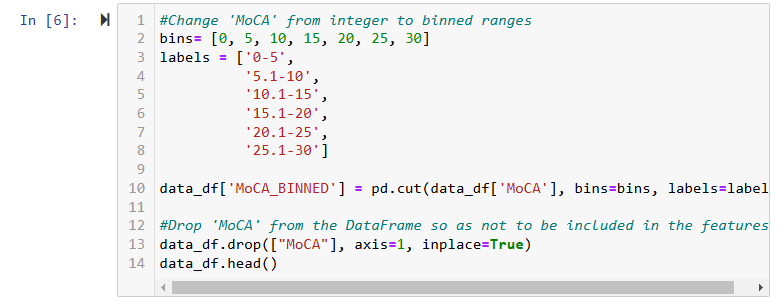 In [6]:
1 #Change 'MoCA' from integer to binned ranges
2 bins= [0, 5, 10, 15, 20, 25, 30]
3 labels = ['0-5',
4 '5.1-10',
5 '10.1-15',
6 '15.1-20',
7 '20.1-25',
8 '25.1-30']
9
10 data_df['MoCA_BINNED'] = pd.cut(data_df['MoCA'], bins=bins, labels=label
11
12 #Drop 'MoCA' from the DataFrame so as not to be included in the features
13 data_df.drop(["MoCA"], axis=1, inplace=True)
14 data_df.head()